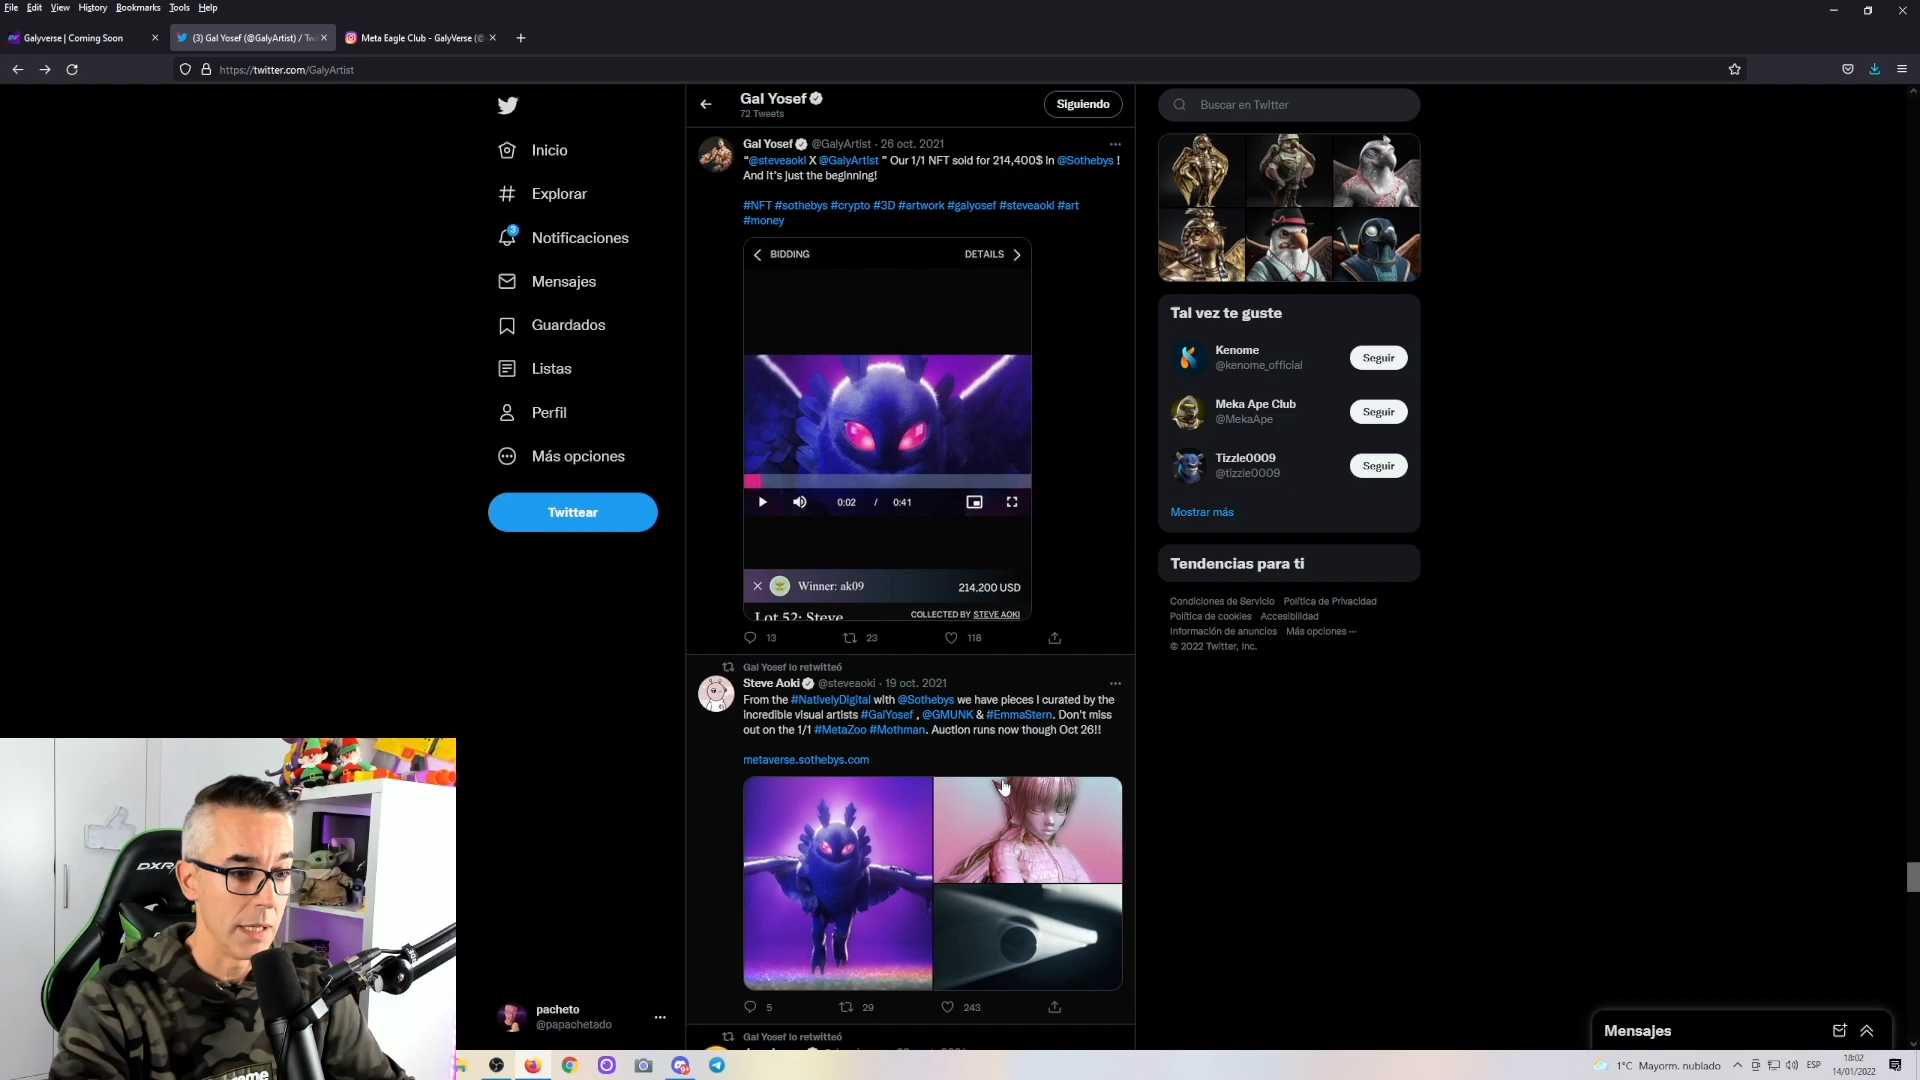 File Edit View History Bookmarks Tools Help
Galyverse | Coming Soon
(3) Gal Yosef (@GalyArtist) / Tw
Meta Eagle Club - GalyVerse (@
https://twitter.com/GalyArtist
Gal Yosef
72 Tweets
Siguiendo
Buscar en Twitter
Inicio
Explorar
3
Notificaciones
Mensajes
Guardados
Listas
Perfil
Más opciones
Twittear
pacheto
@papachetado
Gal Yosef @GalyArtist · 26 oct. 2021
“@steveaoki X @GalyArtist ” Our 1/1 NFT sold for 214,400$ in @Sothebys !
And it’s just the beginning!
#NFT #sothebys #crypto #3D #artwork #galyosef #steveaoki #art
#money
BIDDING DETAILS
0:02 / 0:41
Winner: ak09 214,200 USD
Lot 52: Steve COLLECTED BY STEVE AOKI
13 23 118
Gal Yosef lo retwitteó
Steve Aoki @steveaoki · 19 oct. 2021
From the #NativelyDigital with @Sothebys we have pieces I curated by the
incredible visual artists #GalYosef , @GMUNK & #EmmaStern. Don't miss
out on the 1/1 #MetaZoo #Mothman. Auction runs now though Oct 26!!
metaverse.sothebys.com
5 29 243
Gal Yosef lo retwitteó
Tal vez te guste
Kenome
@kenome_official
Seguir
Meka Ape Club
@MekaApe
Seguir
Tizzle0009
@tizzle0009
Seguir
Mostrar más
Tendencias para ti
Condiciones de Servicio Política de Privacidad
Política de cookies Accesibilidad
Información de anuncios Más opciones ···
© 2022 Twitter, Inc.
Mensajes
DXR
1°C Mayorm. nublado
ESP
18:02
14/01/2022